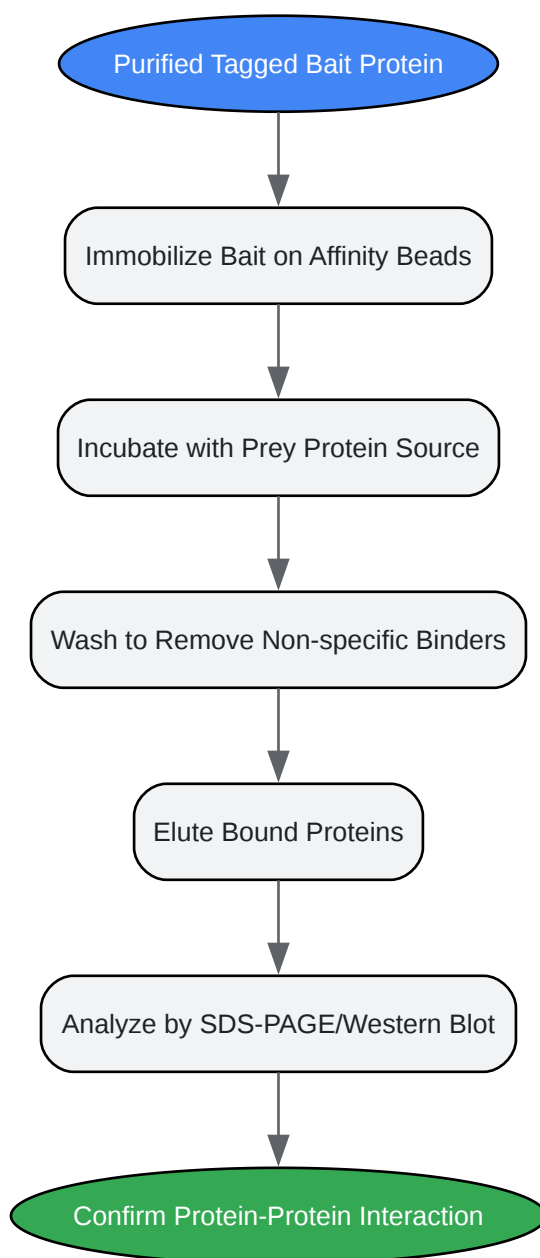 Purified Tagged Bait Protein
Immobilize Bait on Affinity Beads
Incubate with Prey Protein Source
Wash to Remove Non-specific Binders
Elute Bound Proteins
Analyze by SDS-PAGE/Western Blot
Confirm Protein-Protein Interaction